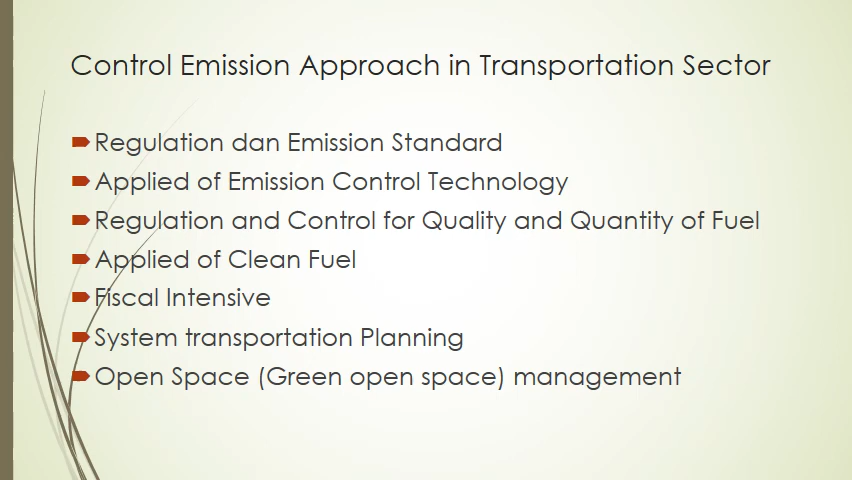 Control Emission Approach in Transportation Sector
Regulation dan Emission Standard
Applied of Emission Control Technology
Regulation and Control for Quality and Quantity of Fuel
Applied of Clean Fuel
Fiscal Intensive
System transportation Planning
Open Space (Green open space) management